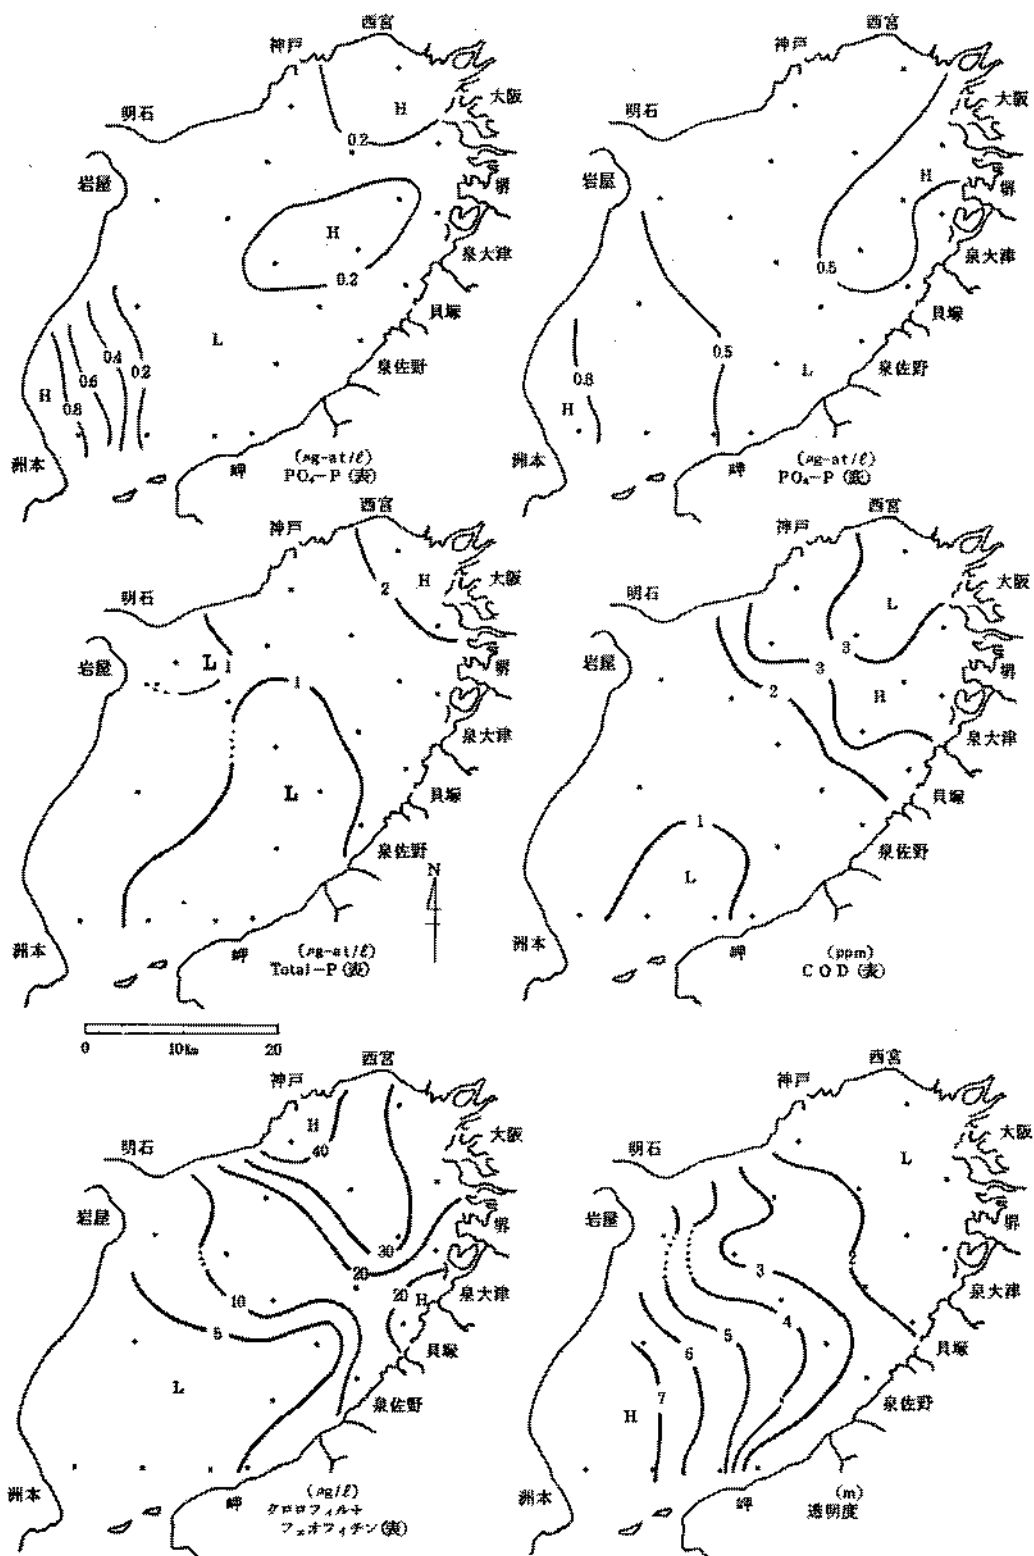 西宮
神戸
明石
大阪
H
0.2
岩屋
堺
H
0.2
泉大津
貝塚
L
0.4
0.2
0.6
泉佐野
H
0.8
洲本
岬
(μg-at/ℓ)
PO₄-P (表)
西宮
神戸
明石
大阪
岩屋
H
堺
0.5
泉大津
貝塚
0.5
泉佐野
L
0.8
H
洲本
岬
(μg-at/ℓ)
PO₄-P (底)
西宮
神戸
H
2
大阪
明石
L
1
岩屋
堺
1
泉大津
L
貝塚
泉佐野
N
洲本
岬
(μg-at/ℓ)
Total-P (表)
西宮
神戸
大阪
明石
L
3
岩屋
3
堺
2
H
泉大津
貝塚
1
泉佐野
L
洲本
岬
(ppm)
COD (表)
0
10Km
20
西宮
神戸
H
明石
40
大阪
岩屋
堺
30
20
泉大津
10
20
H
5
貝塚
L
泉佐野
洲本
岬
(μg/ℓ)
クロロフィル+
フェオフィチン(表)
西宮
神戸
大阪
明石
L
岩屋
堺
2
3
泉大津
4
5
貝塚
6
7
泉佐野
H
洲本
岬
(m)
透明度